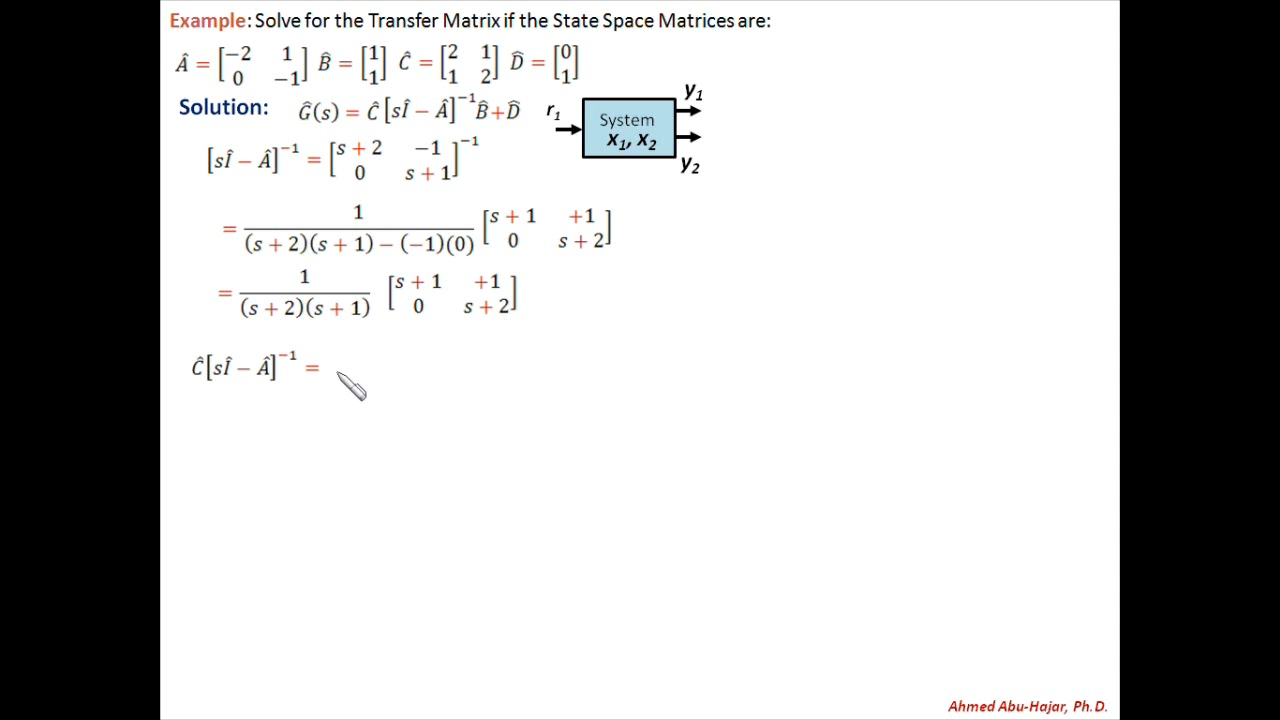 Example: Solve for the Transfer Matrix if the State Space Matrices are:
Â = [−2 1; 0 −1] B̂ = [1; 1] Ĉ = [2 1; 1 2] D̂ = [0; 1]
Solution: Ĝ(s) = Ĉ[sÎ − Â]⁻¹B̂+D̂
r₁ System X₁, X₂ y₁ y₂
[sÎ − Â]⁻¹ = [s + 2 −1; 0 s + 1]⁻¹
= 1/((s + 2)(s + 1) − (−1)(0)) [s + 1 +1; 0 s + 2]
= 1/((s + 2)(s + 1)) [s + 1 +1; 0 s + 2]
Ĉ[sÎ − Â]⁻¹ =
Ahmed Abu-Hajar, Ph.D.